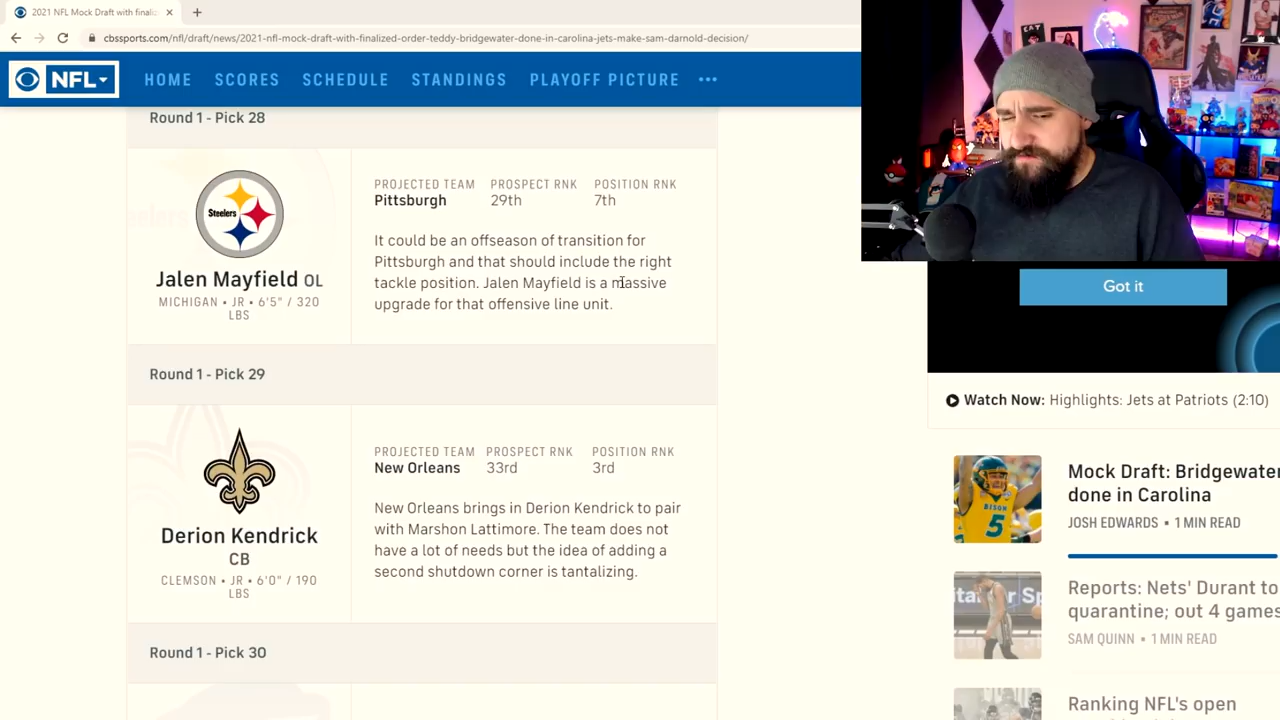 2021 NFL Mock Draft with finaliz
cbssports.com/nfl/draft/news/2021-nfl-mock-draft-with-finalized-order-teddy-bridgewater-done-in-carolina-jets-make-sam-darnold-decision/
NFL
HOME SCORES SCHEDULE STANDINGS PLAYOFF PICTURE
Round 1 - Pick 28
Steelers
Jalen Mayfield OL
MICHIGAN • JR • 6'5" / 320
LBS
PROJECTED TEAM PROSPECT RNK POSITION RNK
Pittsburgh 29th 7th
It could be an offseason of transition for
Pittsburgh and that should include the right
tackle position. Jalen Mayfield is a massive
upgrade for that offensive line unit.
Round 1 - Pick 29
Derion Kendrick
CB
CLEMSON • JR • 6'0" / 190
LBS
PROJECTED TEAM PROSPECT RNK POSITION RNK
New Orleans 33rd 3rd
New Orleans brings in Derion Kendrick to pair
with Marshon Lattimore. The team does not
have a lot of needs but the idea of adding a
second shutdown corner is tantalizing.
Round 1 - Pick 30
Got it
Watch Now: Highlights: Jets at Patriots (2:10)
BISON
5
Mock Draft: Bridgewater
done in Carolina
JOSH EDWARDS • 1 MIN READ
Reports: Nets' Durant to
quarantine; out 4 games
SAM QUINN • 1 MIN READ
Ranking NFL's open